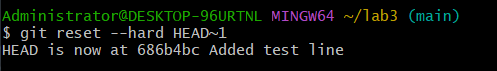 Administrator@DESKTOP-96URTNL MINGW64 ~/lab3 (main)
$ git reset --hard HEAD~1
HEAD is now at 686b4bc Added test line